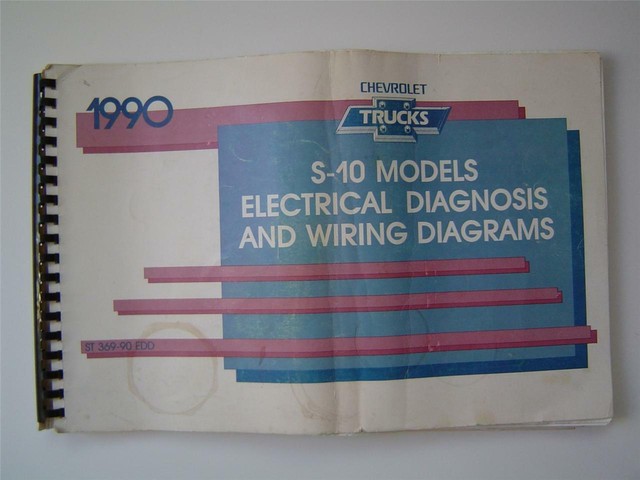 1990
CHEVROLET
TRUCKS
S-10 MODELS
ELECTRICAL DIAGNOSIS
AND WIRING DIAGRAMS
ST 369-90 EDD